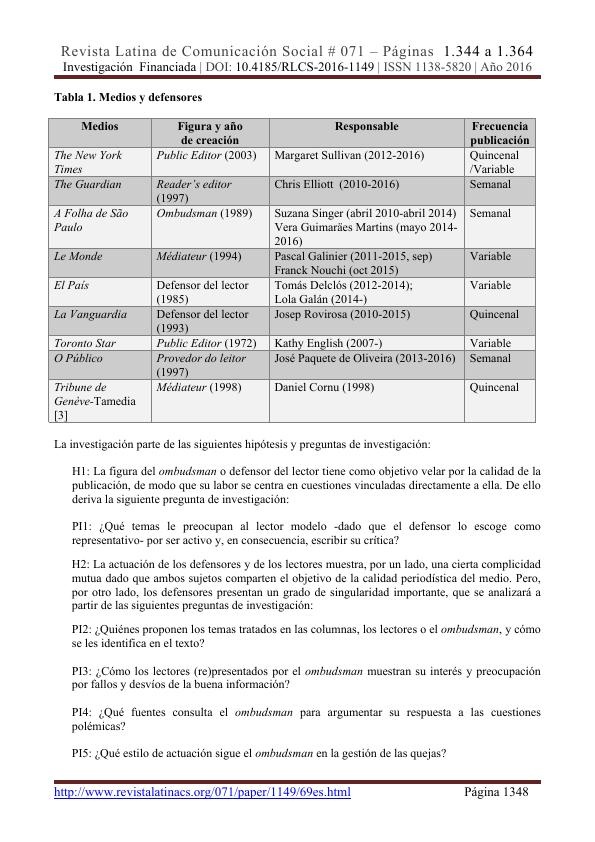 Revista Latina de Comunicación Social # 071 – Páginas 1.344 a 1.364
Investigación Financiada | DOI: 10.4185/RLCS-2016-1149 | ISSN 1138-5820 | Año 2016
Tabla 1. Medios y defensores
Medios Figura y año Responsable Frecuencia
de creación publicación
The New York Public Editor (2003) Margaret Sullivan (2012-2016) Quincenal
Times /Variable
The Guardian Reader’s editor Chris Elliott (2010-2016) Semanal
(1997)
A Folha de São Ombudsman (1989) Suzana Singer (abril 2010-abril 2014) Semanal
Paulo Vera Guimarães Martins (mayo 2014-
2016)
Le Monde Médiateur (1994) Pascal Galinier (2011-2015, sep) Variable
Franck Nouchi (oct 2015)
El País Defensor del lector Tomás Delclós (2012-2014); Variable
(1985) Lola Galán (2014-)
La Vanguardia Defensor del lector Josep Rovirosa (2010-2015) Quincenal
(1993)
Toronto Star Public Editor (1972) Kathy English (2007-) Variable
O Público Provedor do leitor José Paquete de Oliveira (2013-2016) Semanal
(1997)
Tribune de Médiateur (1998) Daniel Cornu (1998) Quincenal
Genève-Tamedia
[3]
La investigación parte de las siguientes hipótesis y preguntas de investigación:
H1: La figura del ombudsman o defensor del lector tiene como objetivo velar por la calidad de la
publicación, de modo que su labor se centra en cuestiones vinculadas directamente a ella. De ello
deriva la siguiente pregunta de investigación:
PI1: ¿Qué temas le preocupan al lector modelo -dado que el defensor lo escoge como
representativo- por ser activo y, en consecuencia, escribir su crítica?
H2: La actuación de los defensores y de los lectores muestra, por un lado, una cierta complicidad
mutua dado que ambos sujetos comparten el objetivo de la calidad periodística del medio. Pero,
por otro lado, los defensores presentan un grado de singularidad importante, que se analizará a
partir de las siguientes preguntas de investigación:
PI2: ¿Quiénes proponen los temas tratados en las columnas, los lectores o el ombudsman, y cómo
se les identifica en el texto?
PI3: ¿Cómo los lectores (re)presentados por el ombudsman muestran su interés y preocupación
por fallos y desvíos de la buena información?
PI4: ¿Qué fuentes consulta el ombudsman para argumentar su respuesta a las cuestiones
polémicas?
PI5: ¿Qué estilo de actuación sigue el ombudsman en la gestión de las quejas?
http://www.revistalatinacs.org/071/paper/1149/69es.html Página 1348